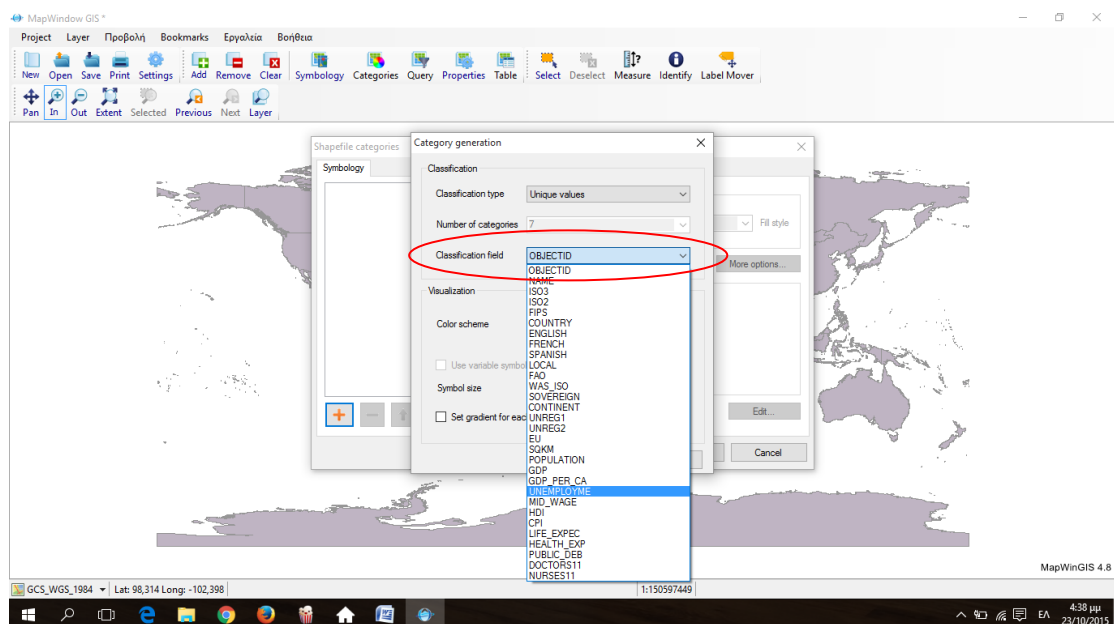 MapWindow GIS *
Project Layer Προβολή Bookmarks Εργαλεία Βοήθεια
New Open Save Print Settings Add Remove Clear Symbology Categories Query Properties Table Select Deselect Measure Identify Label Mover
Pan In Out Extent Selected Previous Next Layer
Shapefile categories
Symbology
Fill style
More options...
Edit...
Cancel
Category generation
Classification
Classification type Unique values
Number of categories 7
Classification field OBJECTID
Visualization
Color scheme
Use variable symbo
Symbol size
Set gradient for eac
OBJECTID
NAME
ISO3
ISO2
FIPS
COUNTRY
ENGLISH
FRENCH
SPANISH
LOCAL
FAO
WAS_ISO
SOVEREIGN
CONTINENT
UNREG1
UNREG2
EU
SQKM
POPULATION
GDP
GDP_PER_CA
UNEMPLOYME
MID_WAGE
HDI
CPI
LIFE_EXPEC
HEALTH_EXP
PUBLIC_DEB
DOCTORS11
NURSES11
MapWinGIS 4.8
GCS_WGS_1984 Lat: 98,314 Long: -102,398 1:150597449
ΕΛ 4:38 μμ
23/10/2015